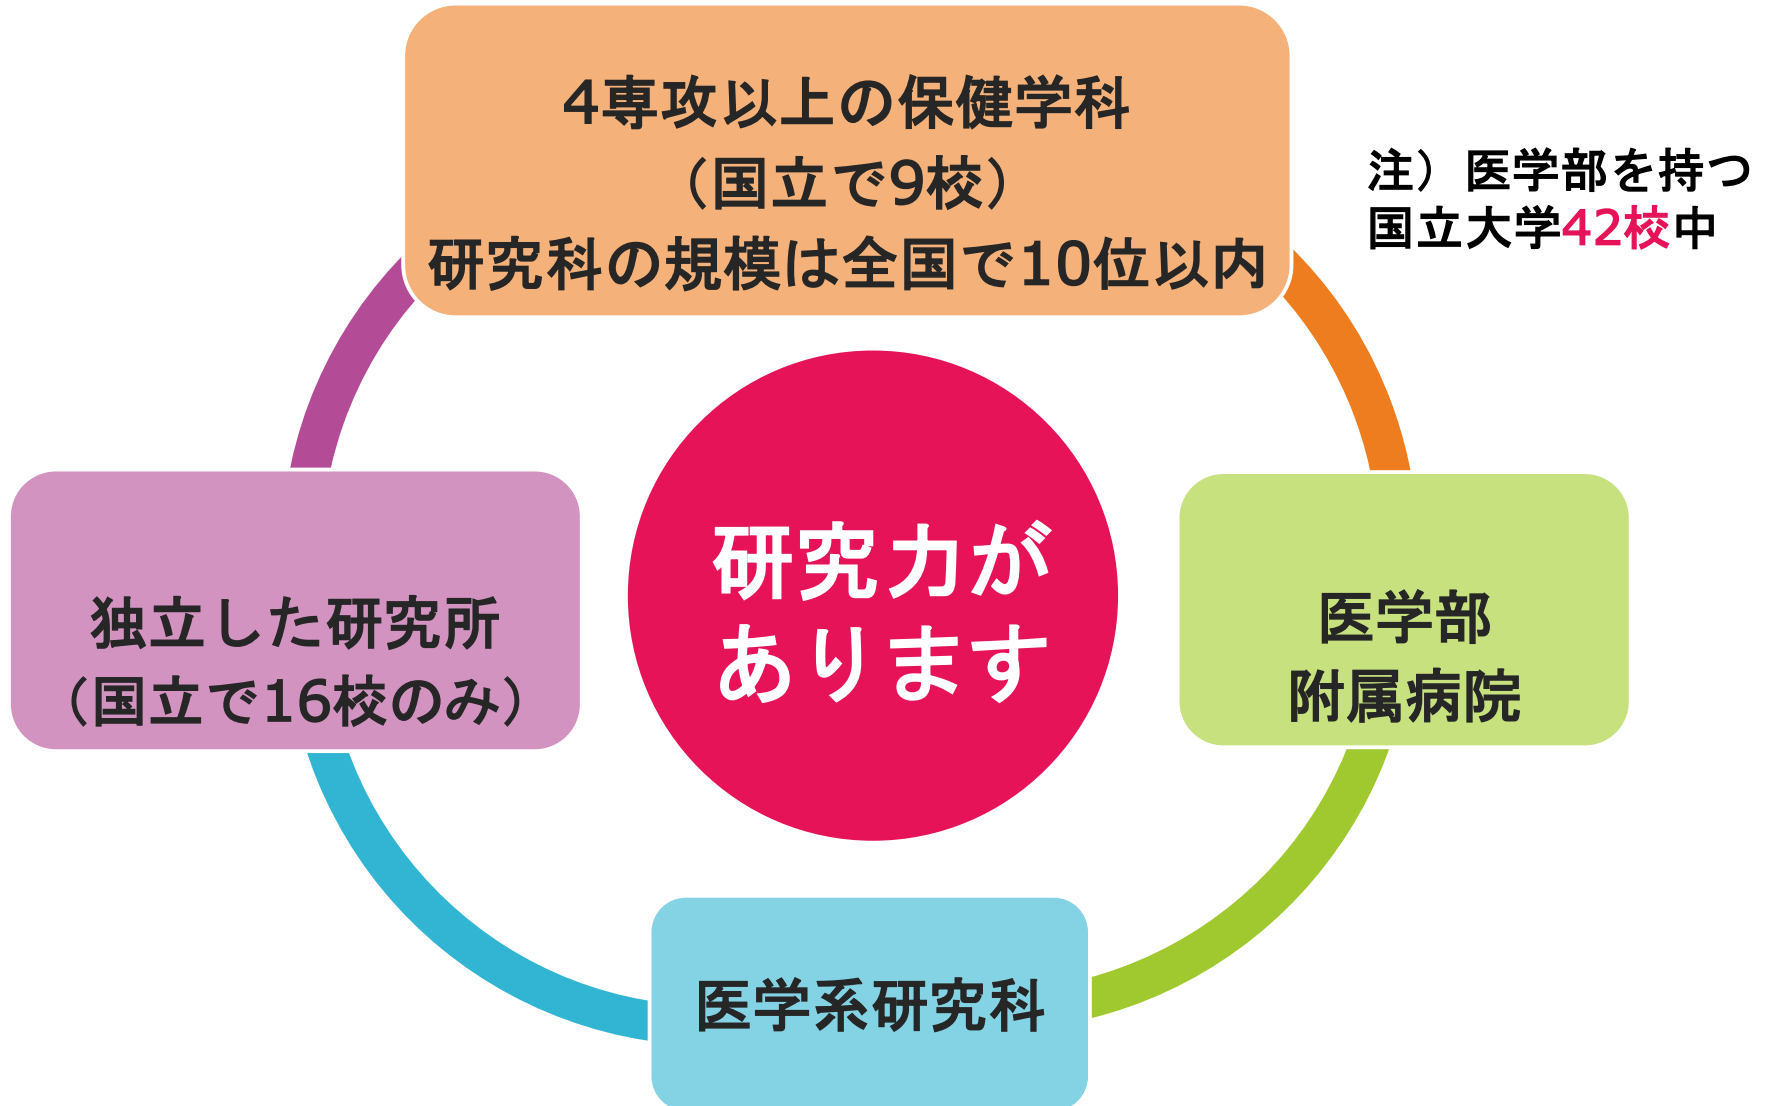 4専攻以上の保健学科
（国立で9校）
研究科の規模は全国で10位以内
注）医学部を持つ
国立大学42校中
研究力が
あります
独立した研究所
（国立で16校のみ）
医学部
附属病院
医学系研究科